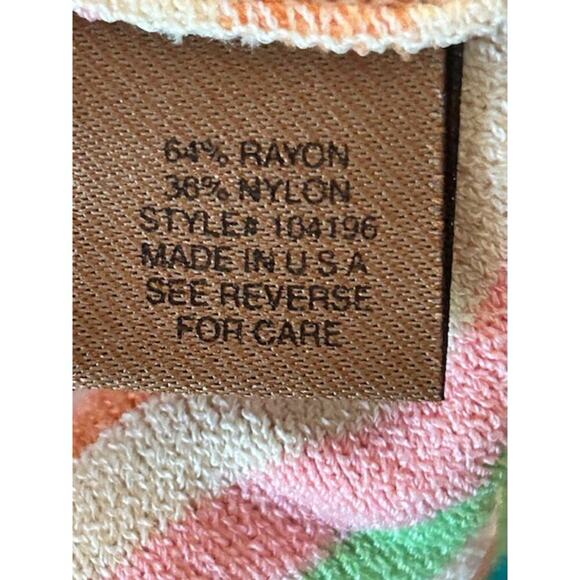 64% RAYON
36% NYLON
STYLE# 104196
MADE IN U S A
SEE REVERSE
FOR CARE